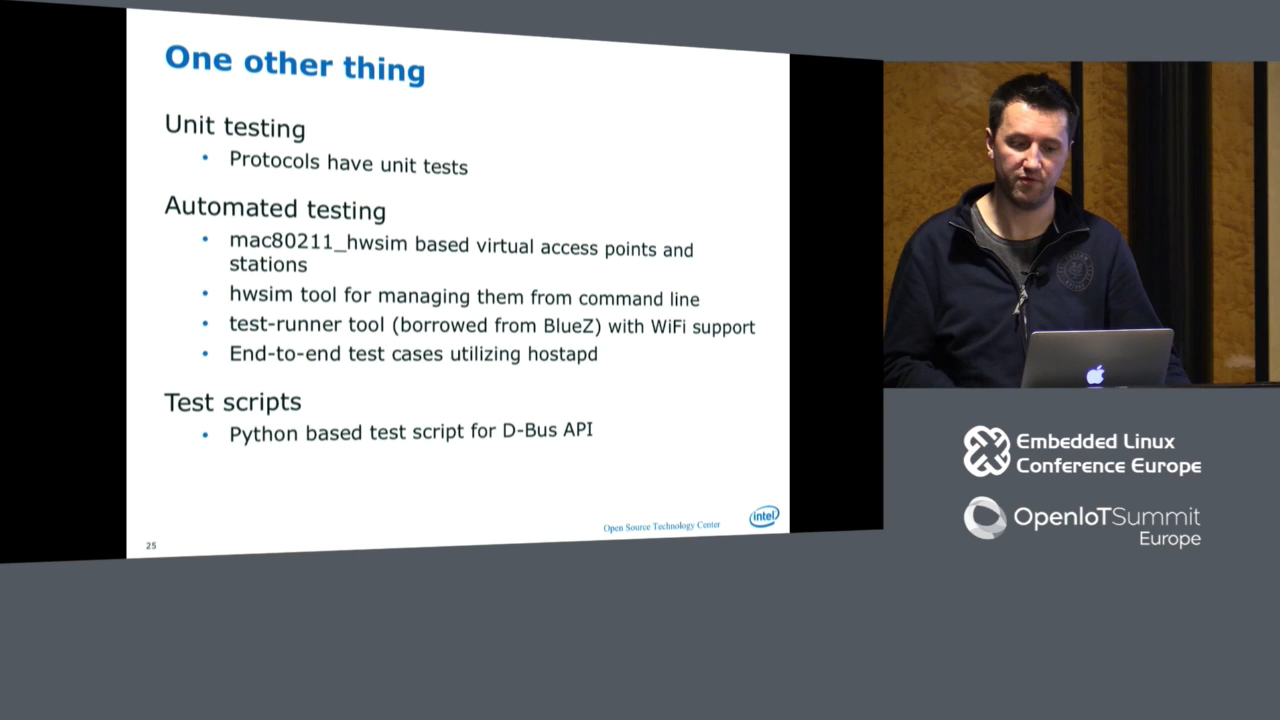 One other thing
Unit testing
• Protocols have unit tests
Automated testing
• mac80211_hwsim based virtual access points and
stations
• hwsim tool for managing them from command line
• test-runner tool (borrowed from BlueZ) with WiFi support
• End-to-end test cases utilizing hostapd
Test scripts
• Python based test script for D-Bus API
Open Source Technology Center
intel
25
Embedded Linux
Conference Europe
OpenIoTSummit
Europe